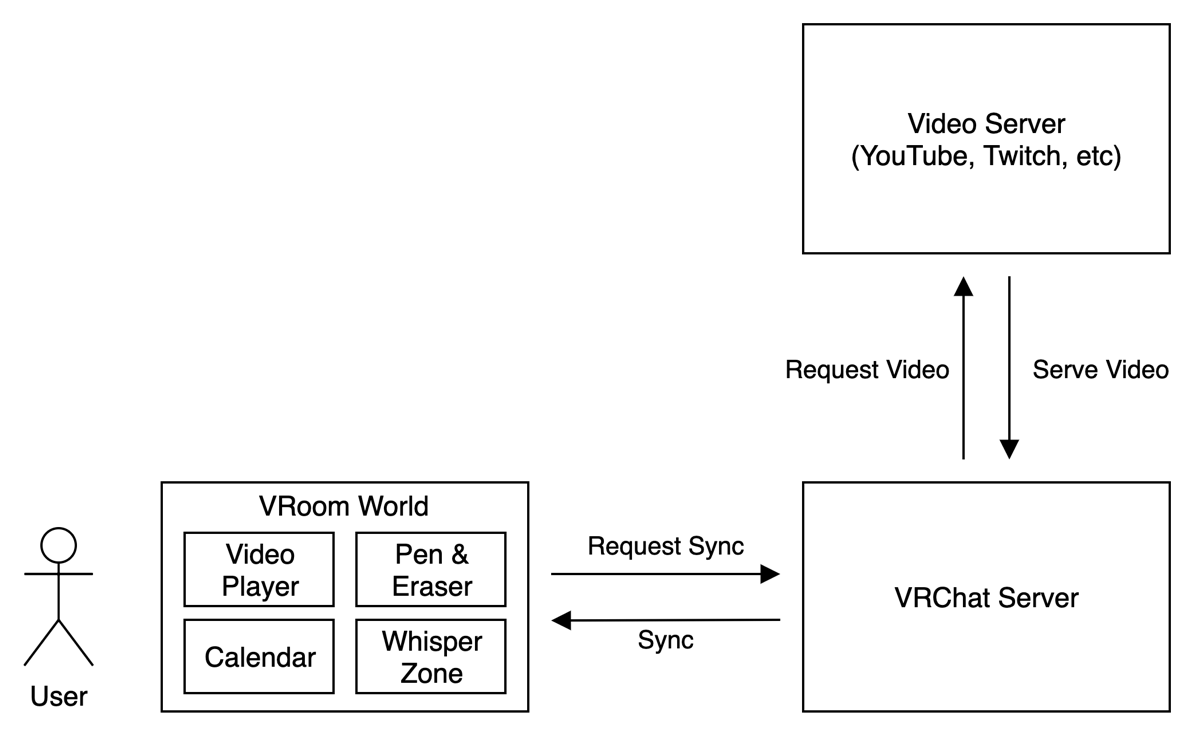 Video Server
(YouTube, Twitch, etc)
Request Video
Serve Video
VRoom World
Video
Player
Pen &
Eraser
Calendar
Whisper
Zone
Request Sync
Sync
VRChat Server
User